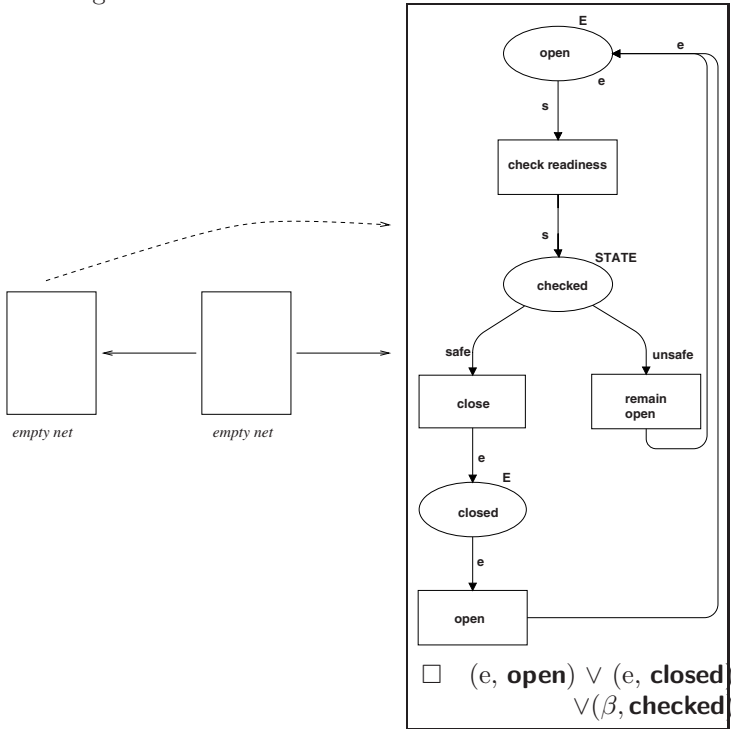 E
open
e
e
s
check readiness
s
STATE
checked
safe
unsafe
close
remain
open
e
E
closed
e
open
empty net
empty net
□ (e, open) ∨ (e, closed)
∨(β, checked)